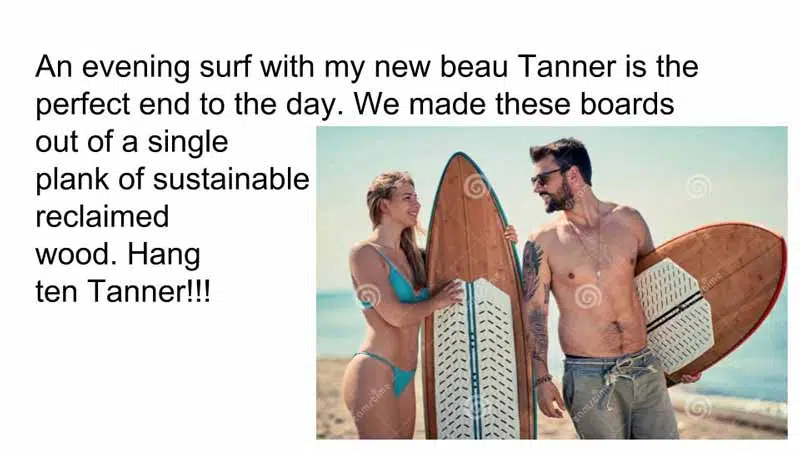 An evening surf with my new beau Tanner is the
perfect end to the day. We made these boards
out of a single
plank of sustainable
reclaimed
wood. Hang
ten Tanner!!!